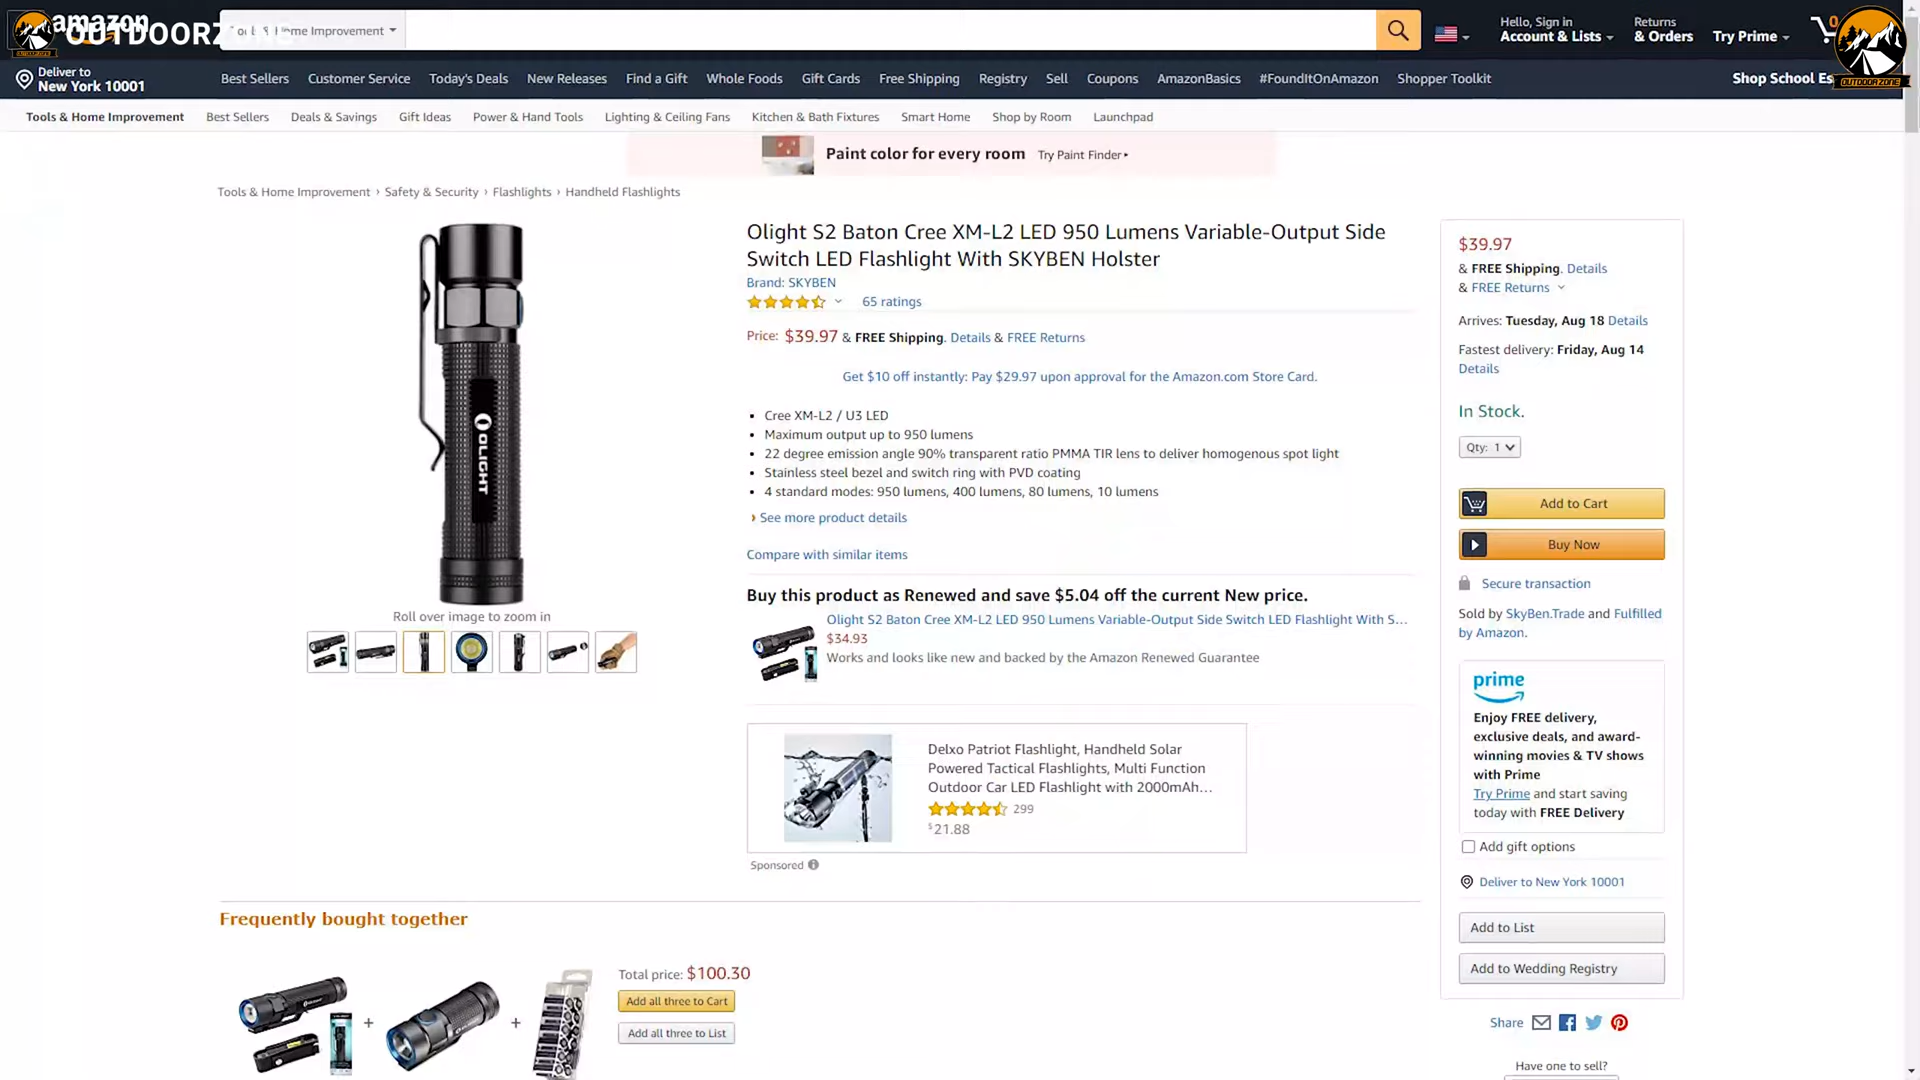 amazon
OUTDOORZONE
Tools & Home Improvement
Hello, Sign in
Account & Lists
Returns
& Orders
Try Prime
0
OUTDOORZONE
Deliver to
New York 10001
Best Sellers
Customer Service
Today's Deals
New Releases
Find a Gift
Whole Foods
Gift Cards
Free Shipping
Registry
Sell
Coupons
AmazonBasics
#FoundItOnAmazon
Shopper Toolkit
Shop School Es
Tools & Home Improvement
Best Sellers
Deals & Savings
Gift Ideas
Power & Hand Tools
Lighting & Ceiling Fans
Kitchen & Bath Fixtures
Smart Home
Shop by Room
Launchpad
Paint color for every room Try Paint Finder
Tools & Home Improvement › Safety & Security › Flashlights › Handheld Flashlights
OLIGHT
Roll over image to zoom in
Olight S2 Baton Cree XM-L2 LED 950 Lumens Variable-Output Side
Switch LED Flashlight With SKYBEN Holster
Brand: SKYBEN
65 ratings
Price: $39.97 & FREE Shipping. Details & FREE Returns
Get $10 off instantly: Pay $29.97 upon approval for the Amazon.com Store Card.
• Cree XM-L2 / U3 LED
• Maximum output up to 950 lumens
• 22 degree emission angle 90% transparent ratio PMMA TIR lens to deliver homogenous spot light
• Stainless steel bezel and switch ring with PVD coating
• 4 standard modes: 950 lumens, 400 lumens, 80 lumens, 10 lumens
› See more product details
Compare with similar items
Buy this product as Renewed and save $5.04 off the current New price.
Olight S2 Baton Cree XM-L2 LED 950 Lumens Variable-Output Side Switch LED Flashlight With S...
$34.93
Works and looks like new and backed by the Amazon Renewed Guarantee
Delxo Patriot Flashlight, Handheld Solar
Powered Tactical Flashlights, Multi Function
Outdoor Car LED Flashlight with 2000mAh...
299
$21.88
Sponsored
$39.97
& FREE Shipping. Details
& FREE Returns
Arrives: Tuesday, Aug 18 Details
Fastest delivery: Friday, Aug 14
Details
In Stock.
Qty: 1
Add to Cart
Buy Now
Secure transaction
Sold by SkyBen.Trade and Fulfilled
by Amazon.
prime
Enjoy FREE delivery,
exclusive deals, and award-
winning movies & TV shows
with Prime
Try Prime and start saving
today with FREE Delivery
Add gift options
Deliver to New York 10001
Add to List
Add to Wedding Registry
Share
Have one to sell?
Frequently bought together
Total price: $100.30
Add all three to Cart
Add all three to List